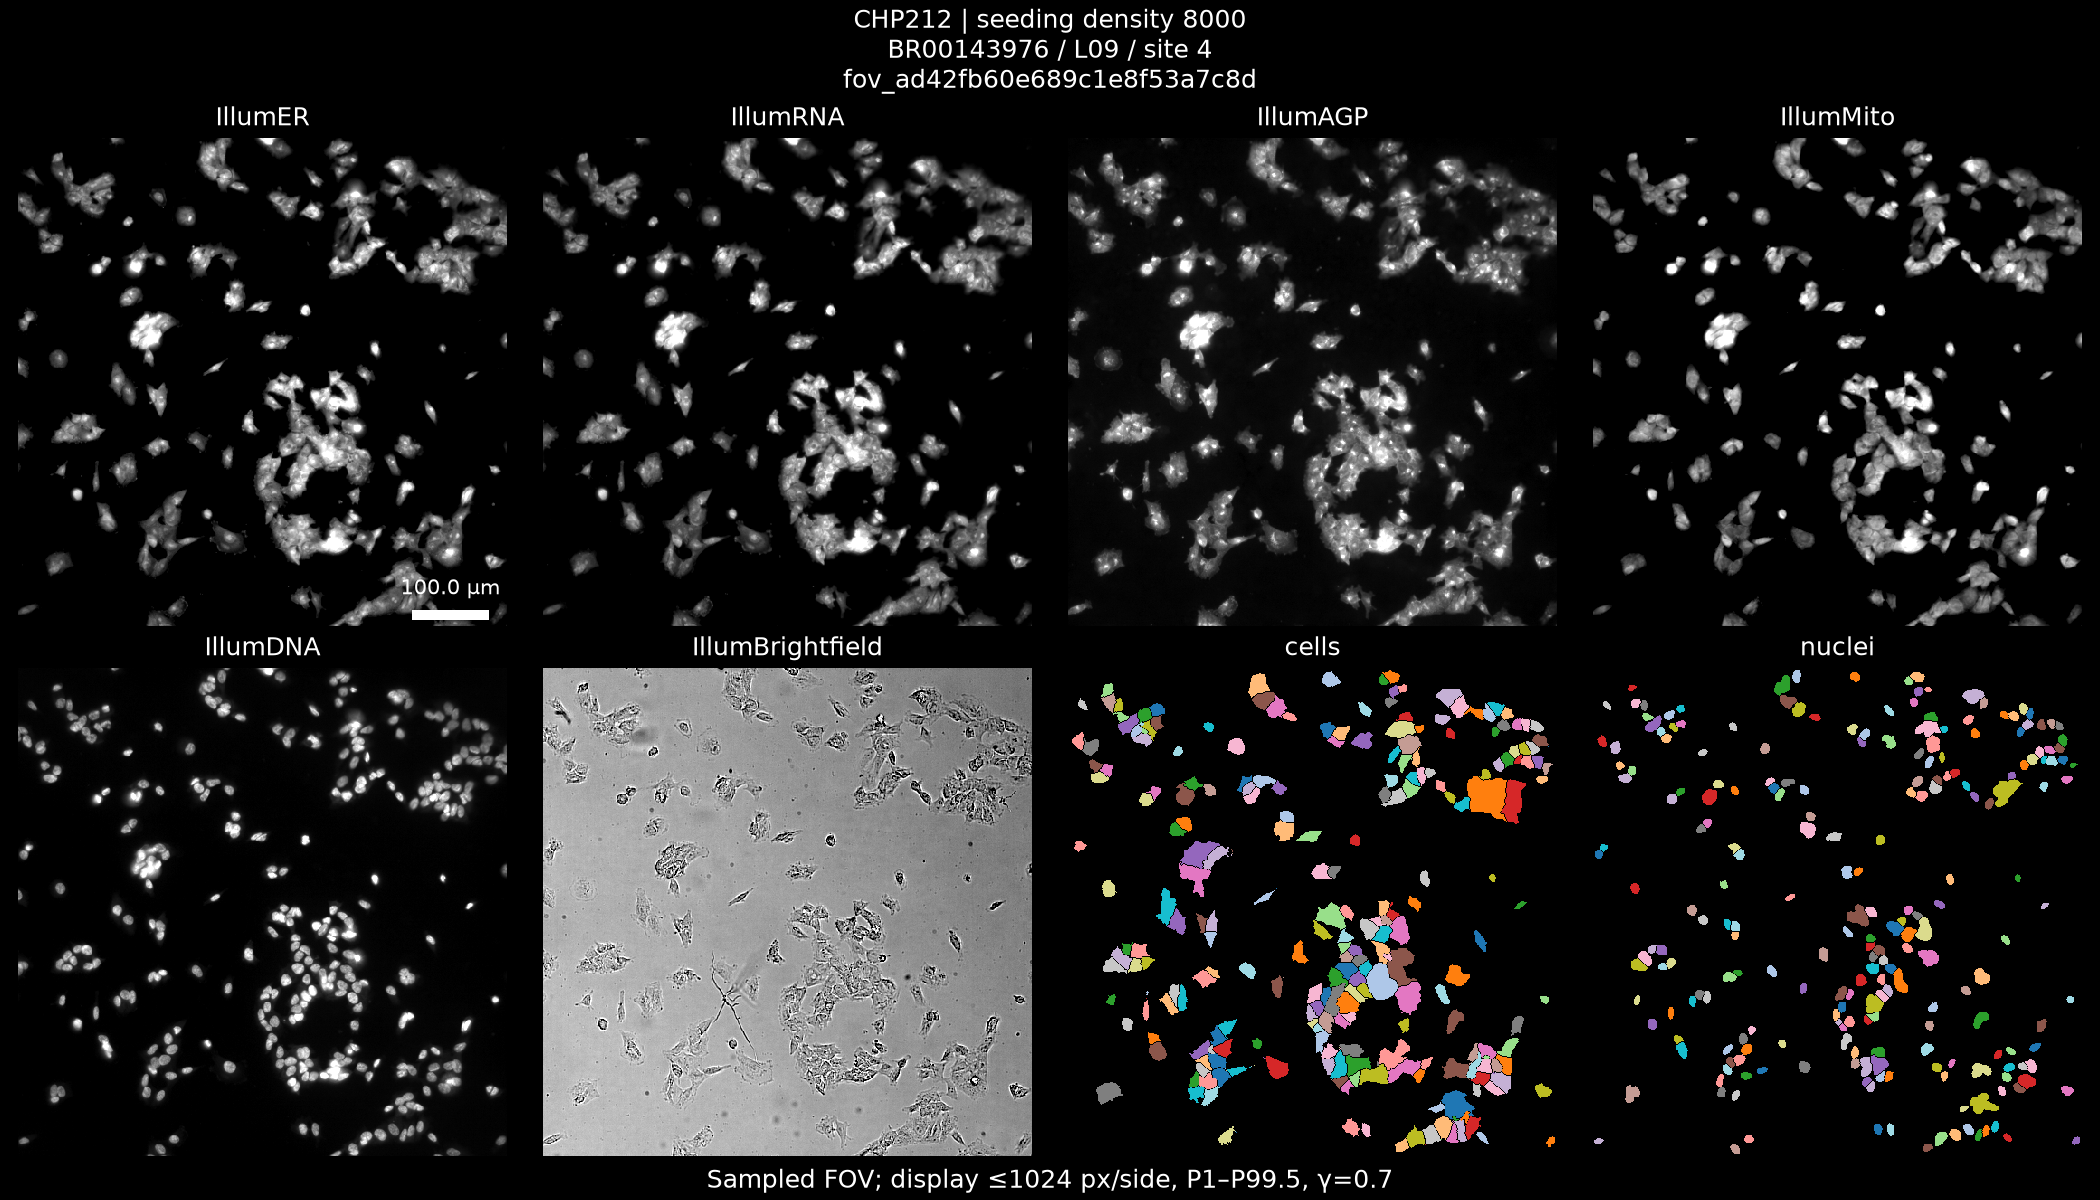 CHP212 | seeding density 8000
BR00143976 / L09 / site 4
fov_ad42fb60e689c1e8f53a7c8d
IllumER
IllumRNA
IllumAGP
IllumMito
100.0 µm
IllumDNA
IllumBrightfield
cells
nuclei
Sampled FOV; display ≤1024 px/side, P1–P99.5, γ=0.7